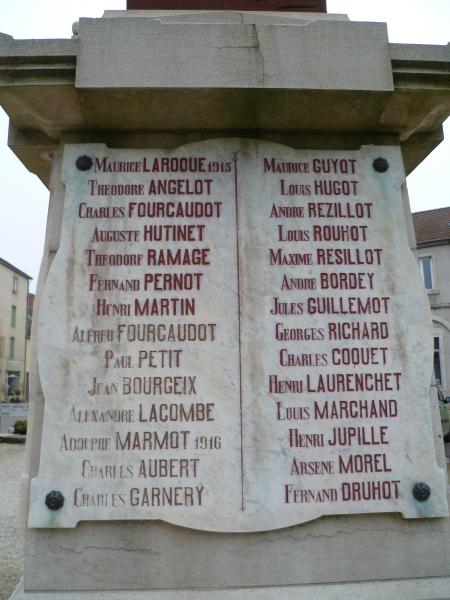 Maurice LAROQUE 1915
Theodore ANGELOT
Charles FOURCAUDOT
Auguste HUTINET
Theodore RAMAGE
Fernand PERNOT
Henri MARTIN
Alfred FOURCAUDOT
Paul PETIT
Jean BOURGEIX
Alexandre LACOMBE
Adolphe MARMOT 1916
Charles AUBERT
Charles GARNERY
Maurice GUYOT
Louis HUGOT
Andre REZILLOT
Louis ROUHOT
Maxime RESILLOT
Andre BORDEY
Jules GUILLEMOT
Georges RICHARD
Charles COQUET
Henri LAURENCHET
Louis MARCHAND
Henri JUPILLE
Arsene MOREL
Fernand DRUHOT